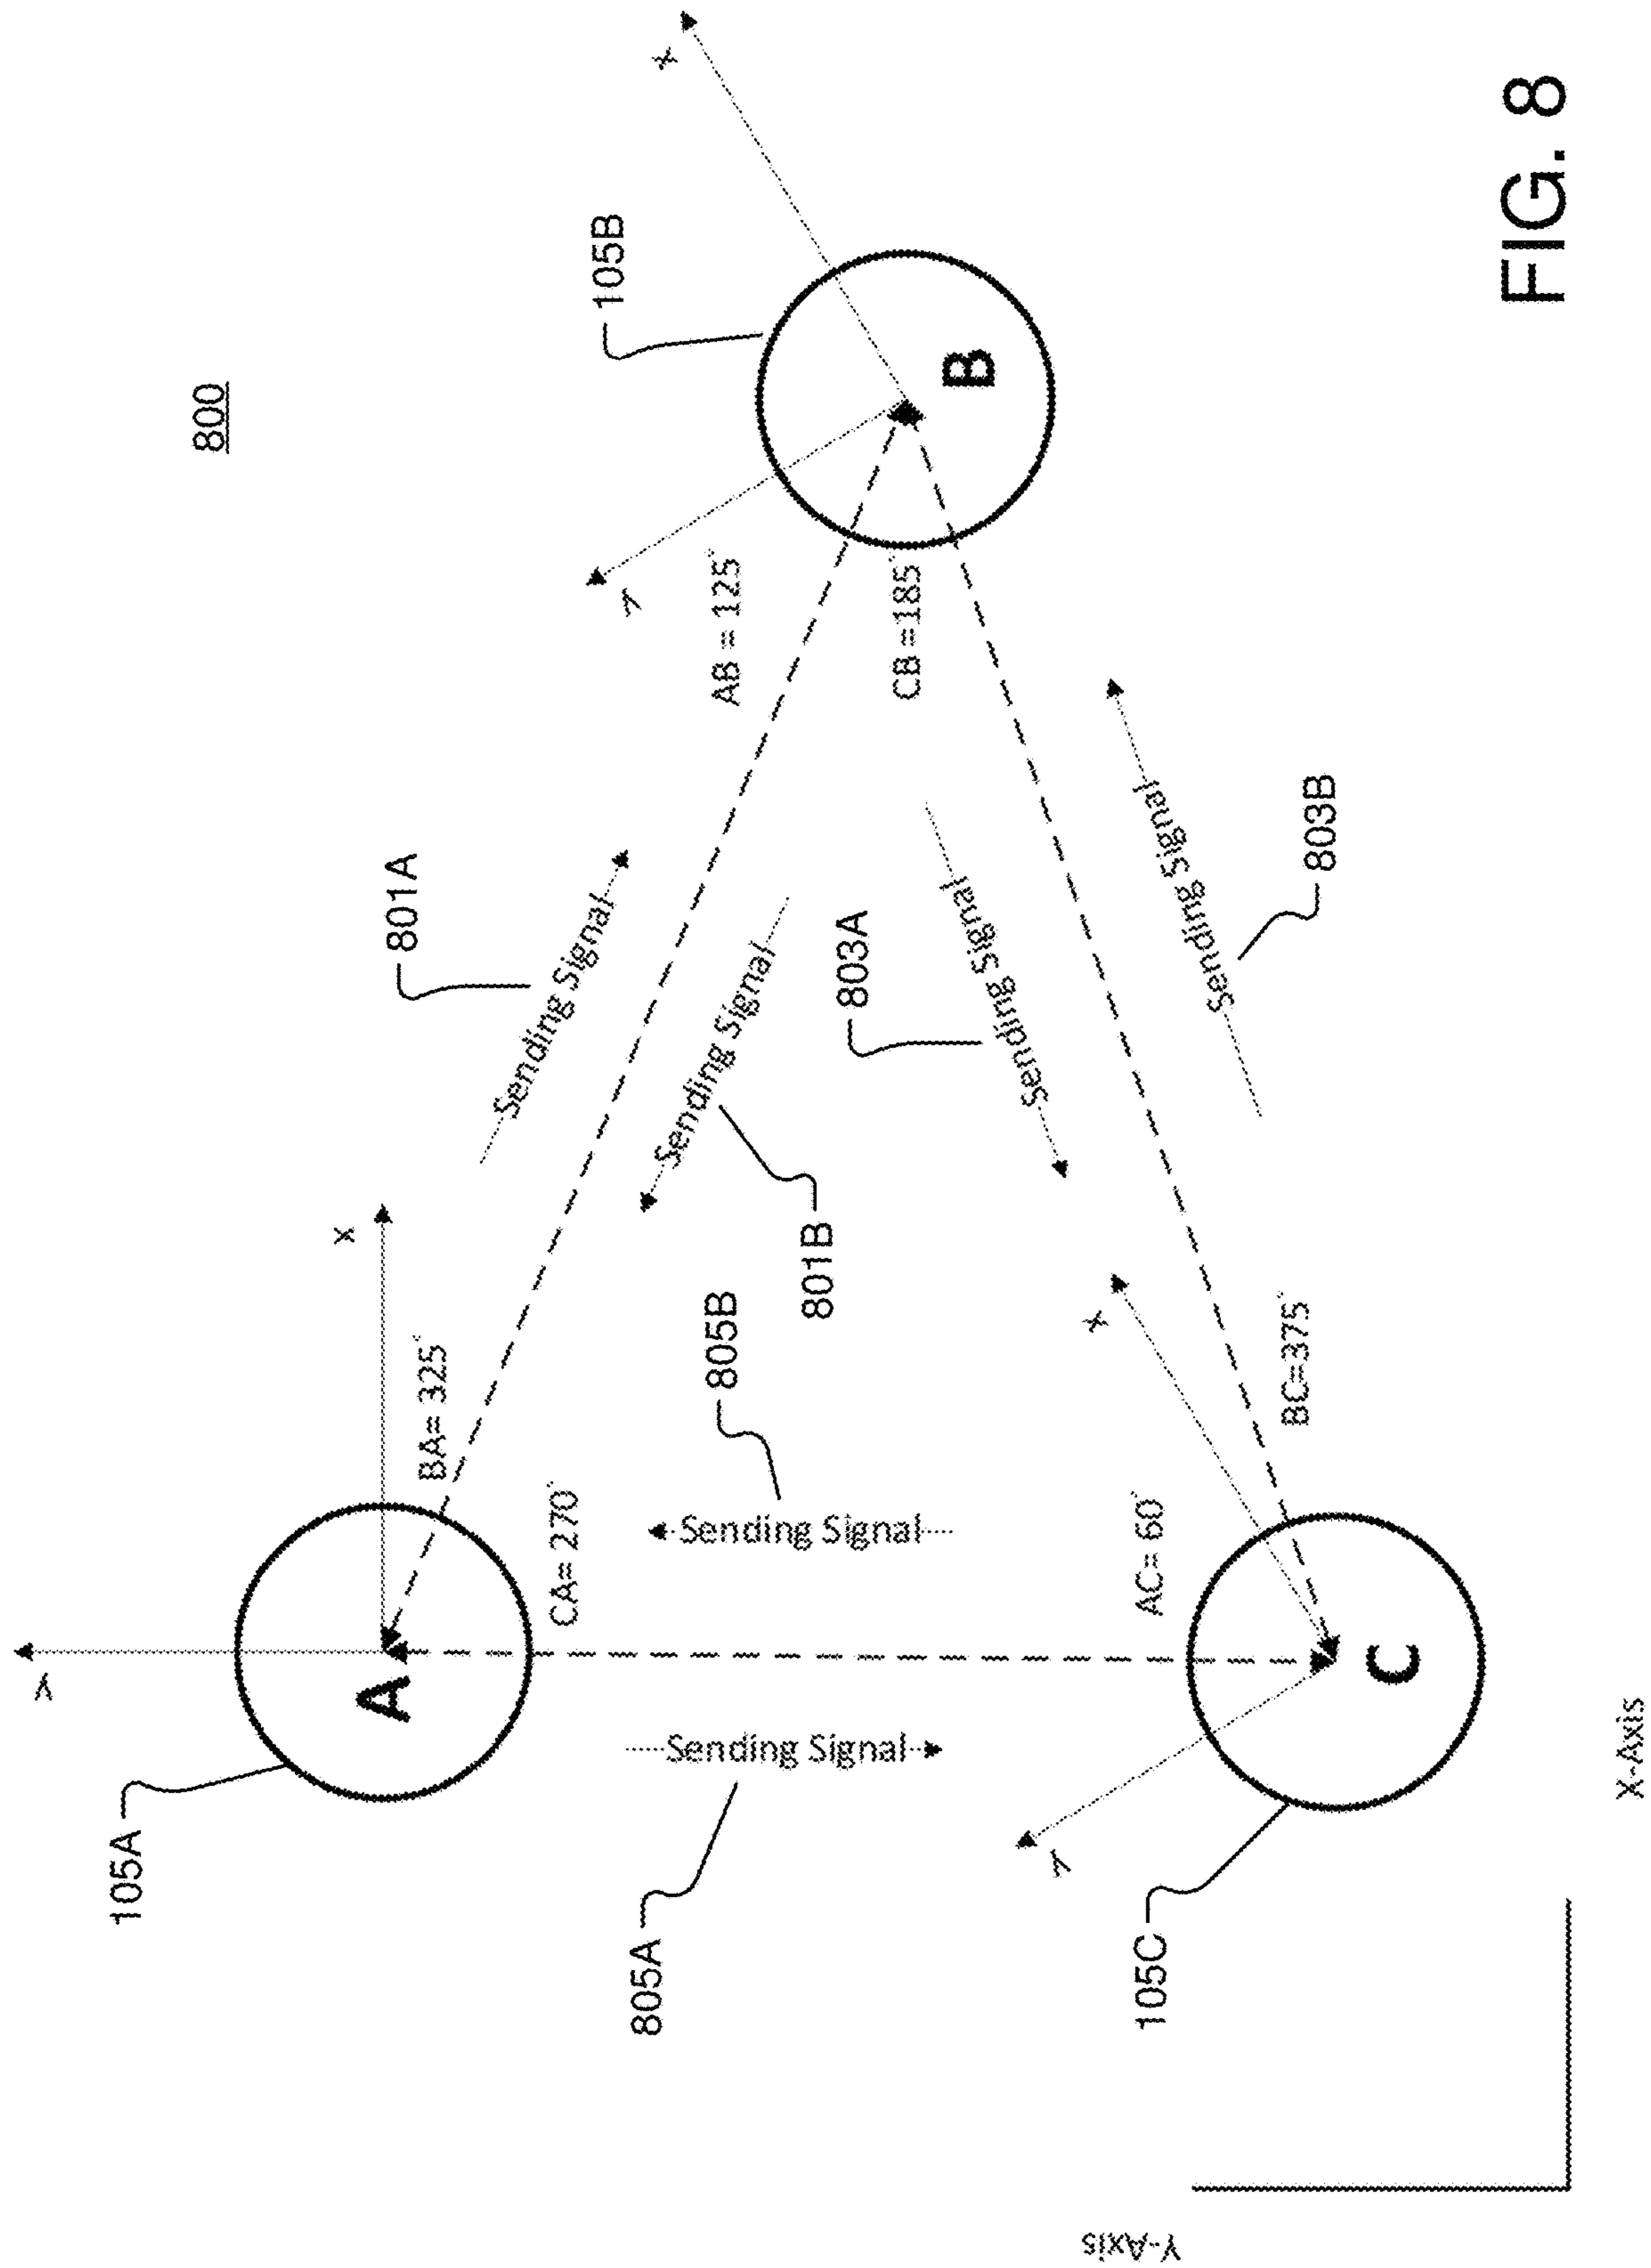 800
Y
105A
A
X
BA= 325°
CA= 270°
801A
Sending Signal
Sending Signal
801B
105B
X
Y
AB = 125°
CB =185°
B
805A
Sending Signal
Sending Signal
805B
803A
Sending Signal
Sending Signal
803B
AC= 60°
X
Y
105C
C
BC=375°
Y-Axis
X-Axis
FIG. 8